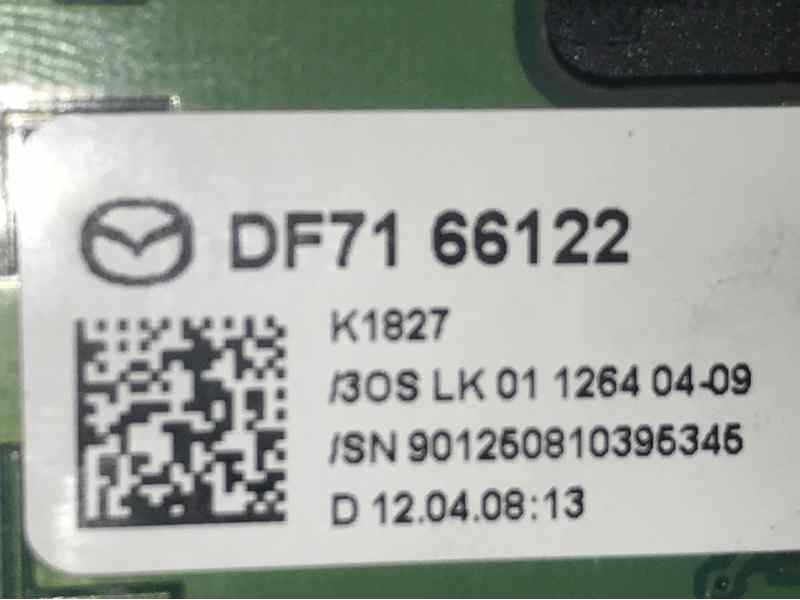 DF71 66122
K1827
/3OS LK 01 1264 04-09
/SN 901250810395345
D 12.04.08:13